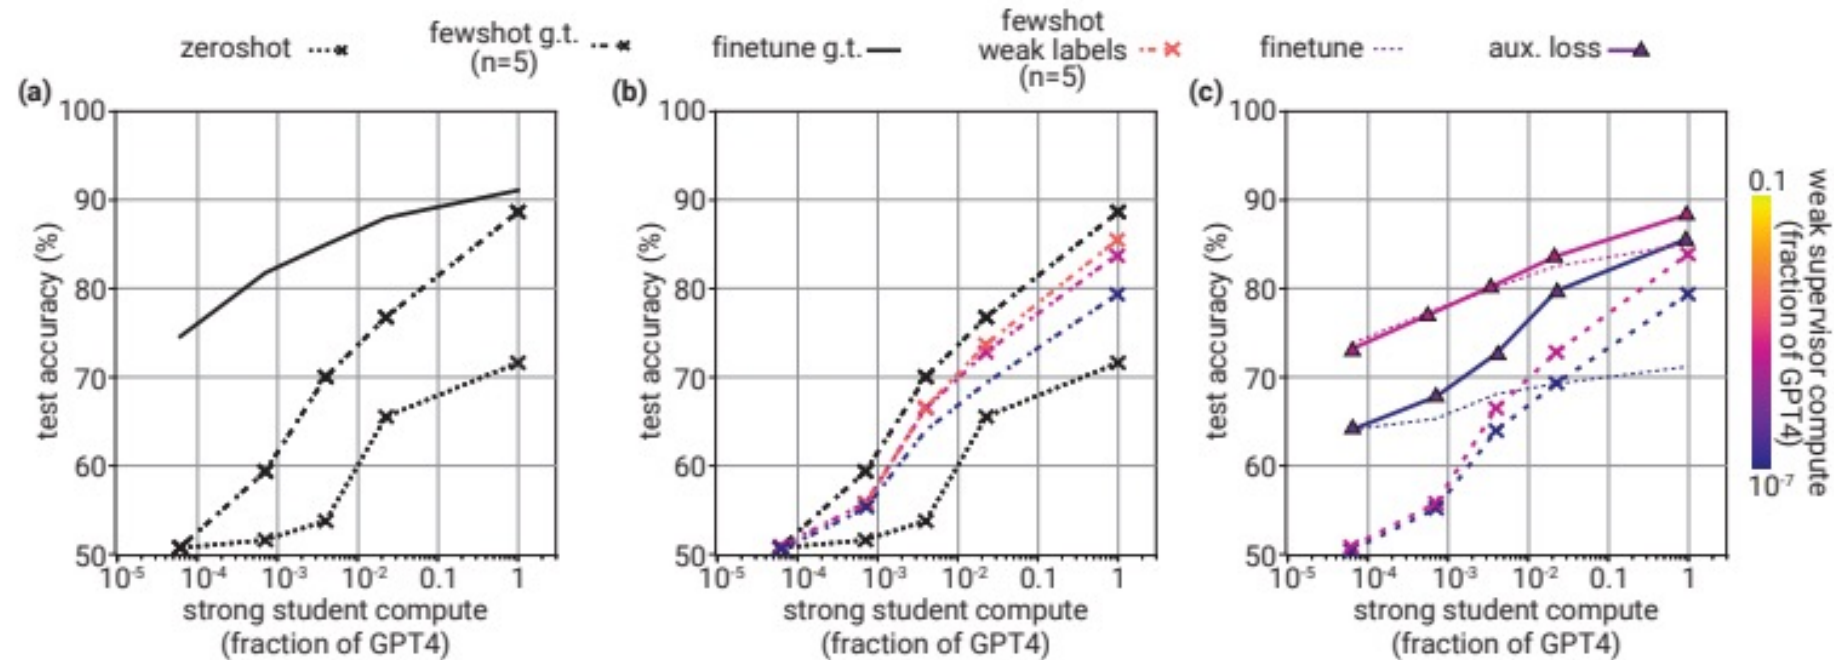 zeroshot
fewshot g.t.
(n=5)
finetune g.t.
fewshot
weak labels
(n=5)
finetune
aux. loss
(a)
100
90
80
70
60
50
test accuracy (%)
10-5
10-4
10-3
10-2
0.1
1
strong student compute
(fraction of GPT4)
(b)
100
90
80
70
60
50
test accuracy (%)
10-5
10-4
10-3
10-2
0.1
1
strong student compute
(fraction of GPT4)
(c)
100
90
80
70
60
50
test accuracy (%)
10-5
10-4
10-3
10-2
0.1
1
strong student compute
(fraction of GPT4)
0.1
10-7
weak supervisor compute
(fraction of GPT4)